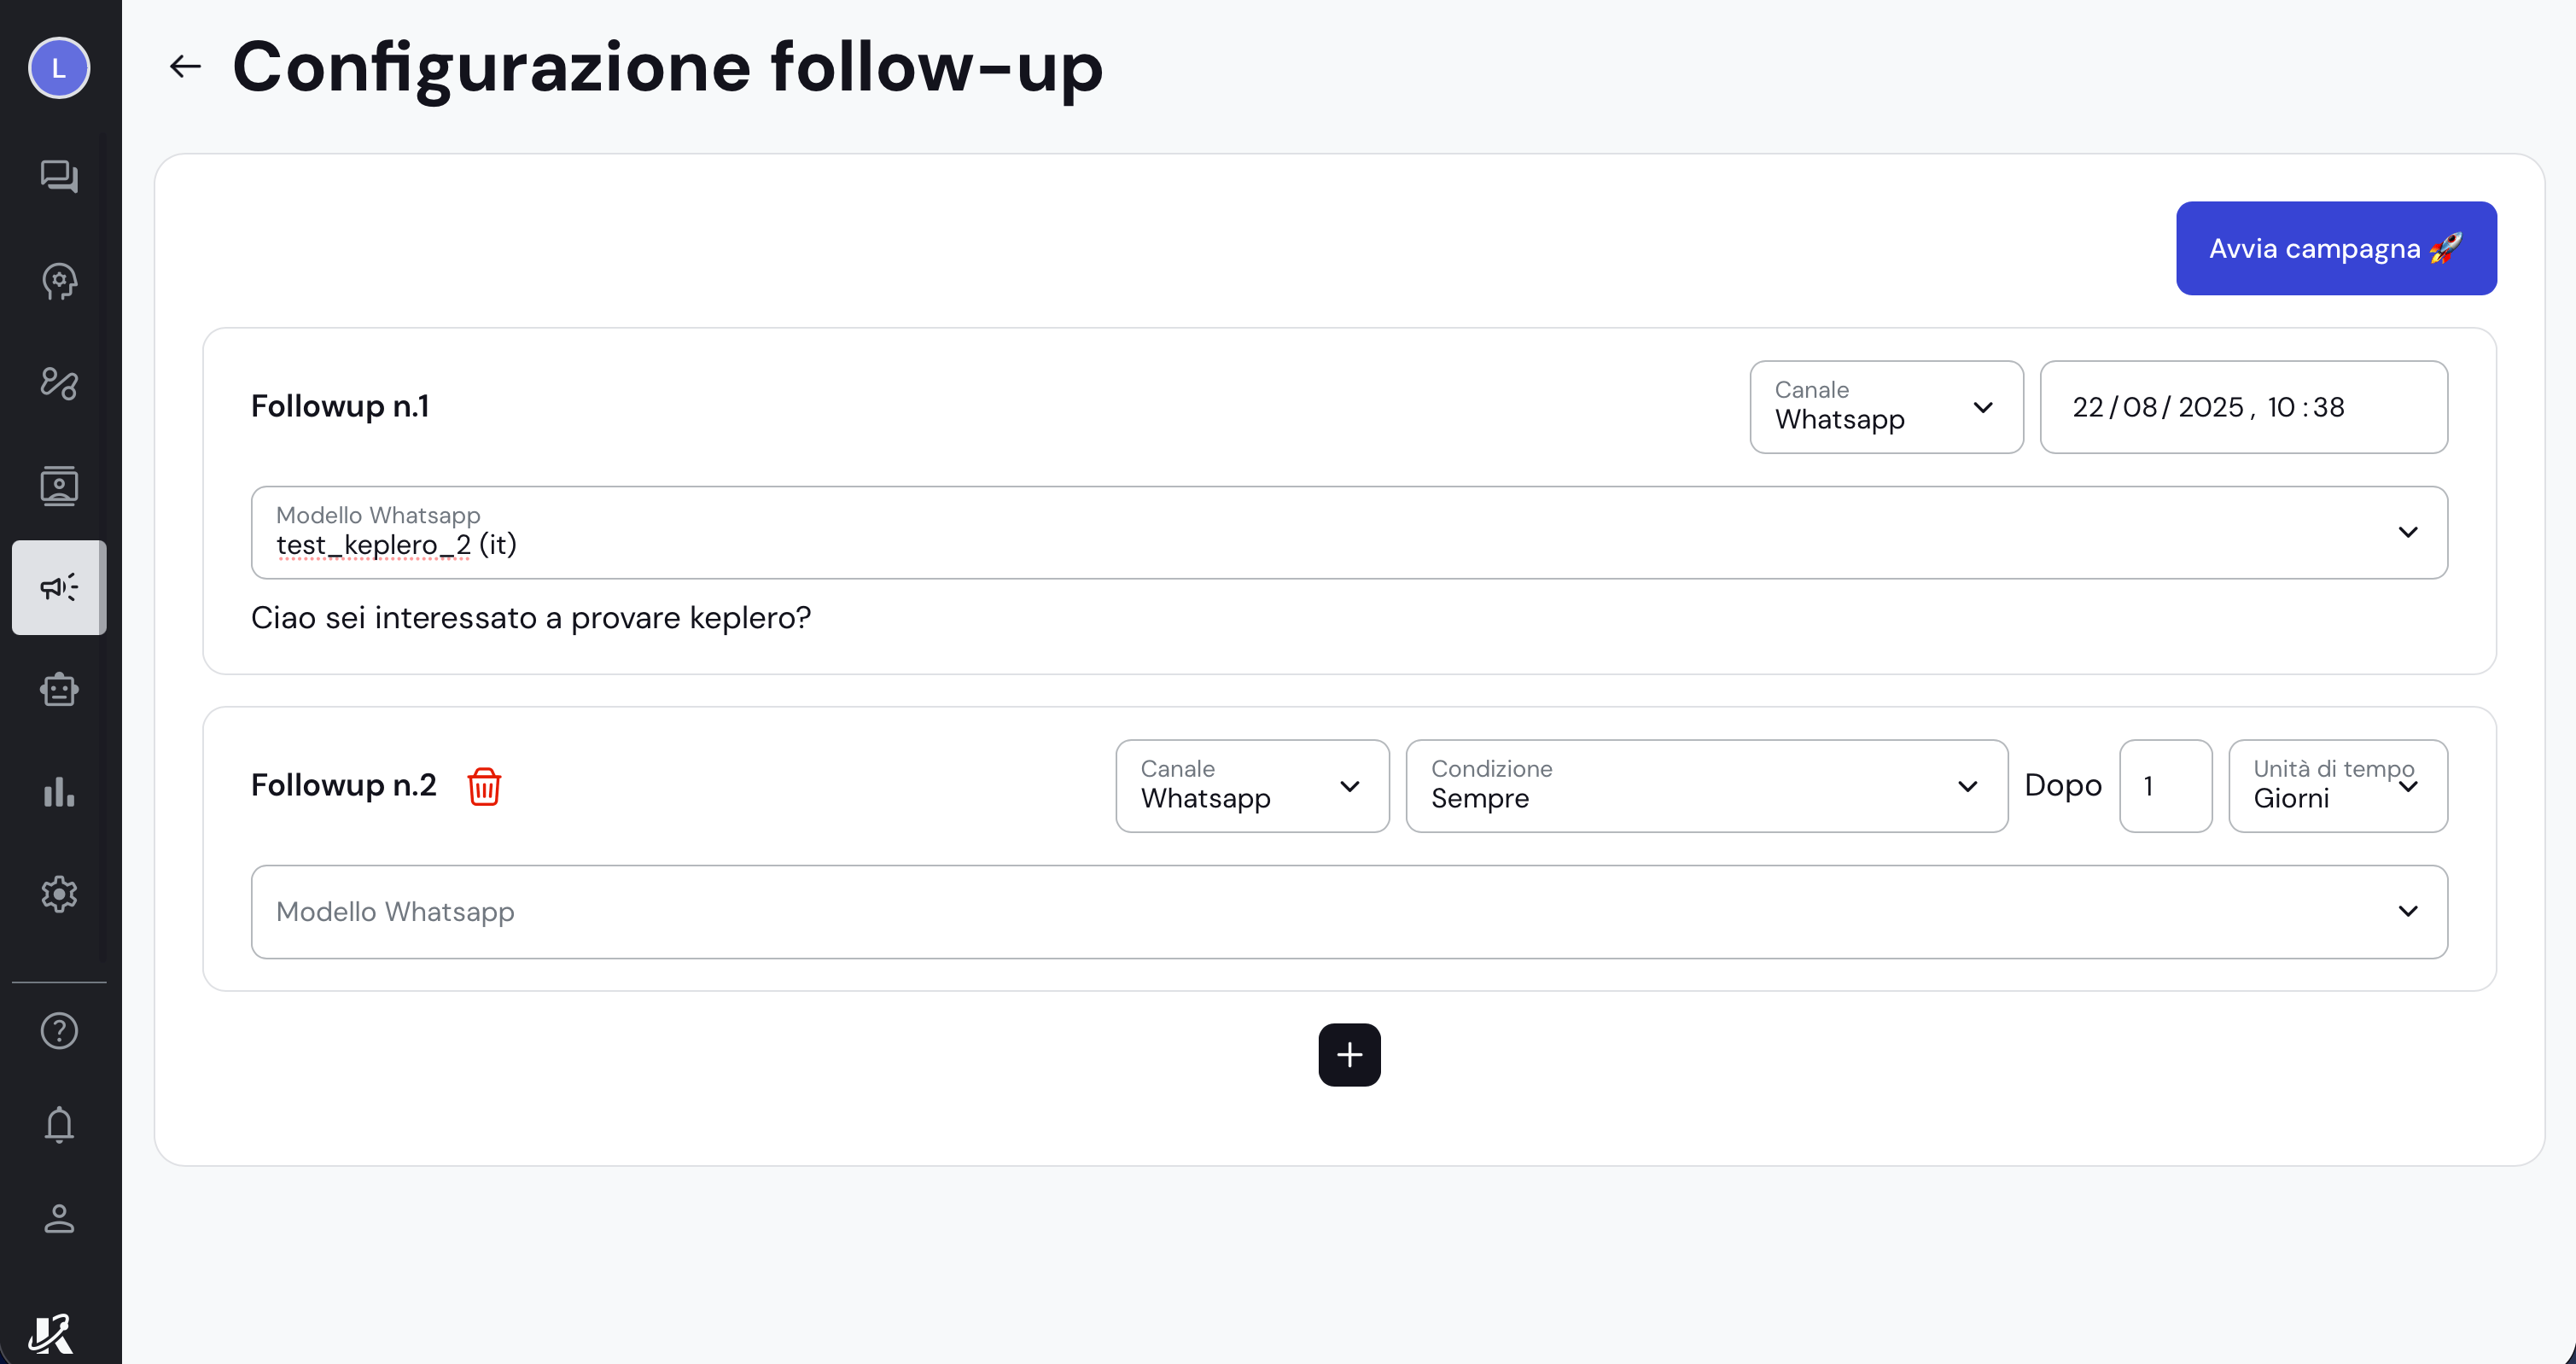 L
Configurazione follow-up
Avvia campagna 🚀
Followup n.1
Canale
Whatsapp
22/08/2025, 10:38
Modello Whatsapp
test_keplero_2 (it)
Ciao sei interessato a provare keplero?
Followup n.2
Canale
Whatsapp
Condizione
Sempre
Dopo
1
Unità di tempo
Giorni
Modello Whatsapp